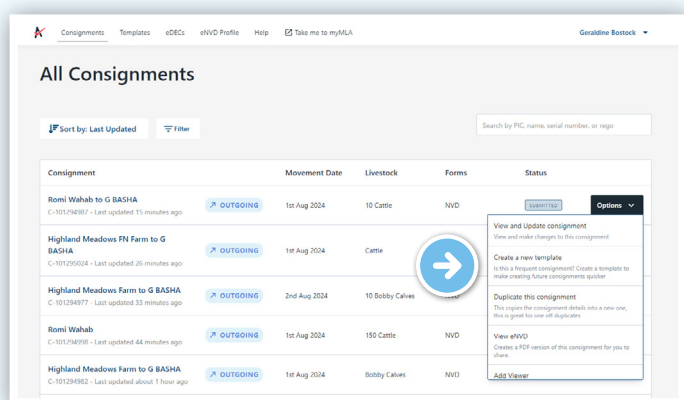 Consignments Templates eDECs eNVD Profile Help Take me to myMLA Geraldine Bostock
All Consignments
Sort by: Last Updated Filter Search by PIC, name, serial number, or rego
Consignment Movement Date Livestock Forms Status
Romi Wahab to G BASHA
C-101294987 - Last updated 15 minutes ago
OUTGOING 1st Aug 2024 10 Cattle NVD SUBMITTED Options
Highland Meadows FN Farm to G
BASHA
C-101295024 - Last updated 26 minutes ago
OUTGOING 1st Aug 2024 Cattle
Highland Meadows Farm to G BASHA
C-101294977 - Last updated 33 minutes ago
OUTGOING 2nd Aug 2024 10 Bobby Calves NVD
Romi Wahab
C-101294998 - Last updated 44 minutes ago
OUTGOING 1st Aug 2024 150 Cattle NVD
Highland Meadows Farm to G BASHA
C-101294982 - Last updated about 1 hour ago
OUTGOING 1st Aug 2024 Bobby Calves NVD
View and Update consignment
View and make changes to this consignment
Create a new template
Is this a frequent consignment? Create a template to
make creating future consignments quicker
Duplicate this consignment
This copies the consignment details into a new one,
this is great for one off duplicates
View eNVD
Creates a PDF version of this consignment for you to
share.
Add Viewer